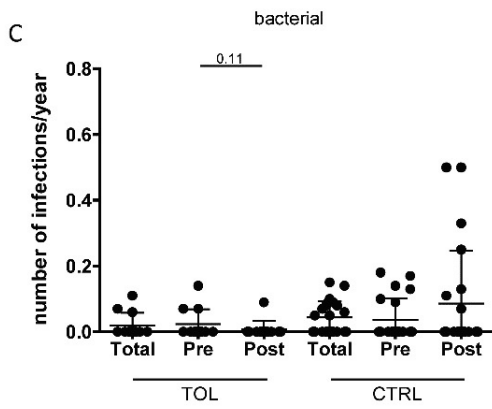 C
bacterial
0.11
number of infections/year
0.8
0.6
0.4
0.2
0.0
Total Pre Post Total Pre Post
TOL CTRL